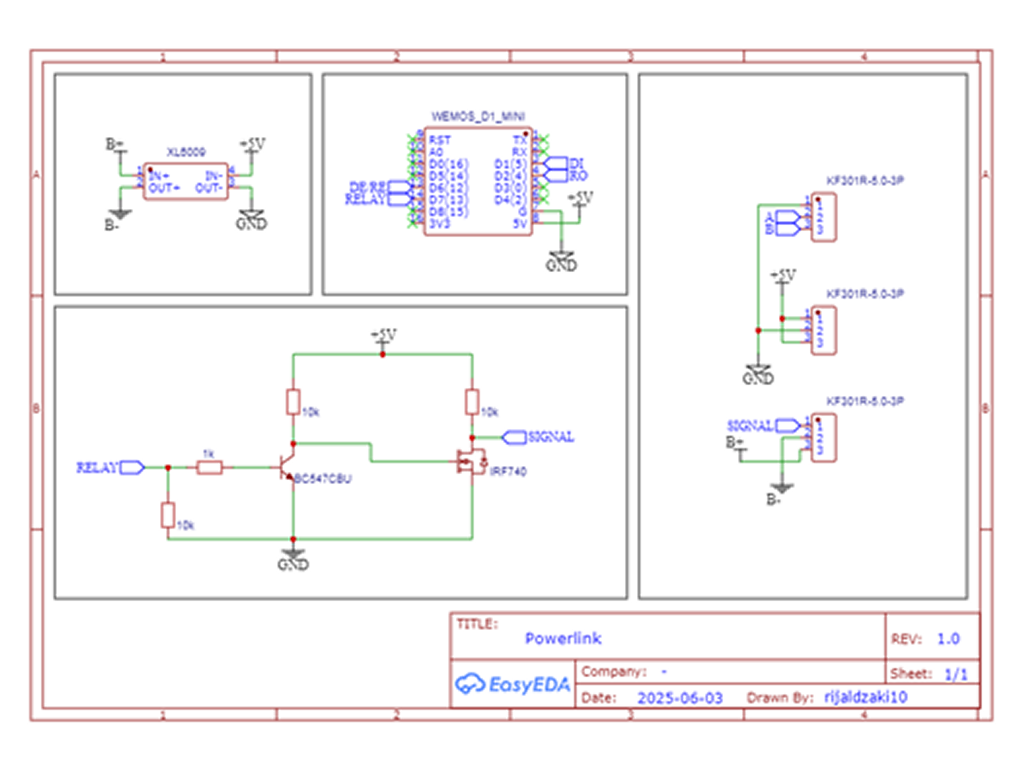 1 2 3 4
A
B
B+
+5V
XL6009
1 IN+ IN- 4
2 OUT+ OUT- 3
B-
GND
WEMOS_D1_MINI
RST TX
A0 RX
D0(16) D1(5) DI
D5(14) D2(4) RO
DE/RE D6(12) D3(0)
RELAY D7(13) D4(2)
D8(15) G
3V3 5V
+5V
GND
KF301R-5.0-3P
1
A 2
B 3
+5V
KF301R-5.0-3P
1
2
3
GND
KF301R-5.0-3P
SIGNAL 1
B+ 2
3
B-
+5V
10k
10k
SIGNAL
1k
RELAY
BC547CBU
IRF740
10k
GND
A
B
TITLE:
Powerlink
REV: 1.0
EasyEDA
Company: -
Sheet: 1/1
Date: 2025-06-03 Drawn By: rijaldzaki10
1 2 3 4